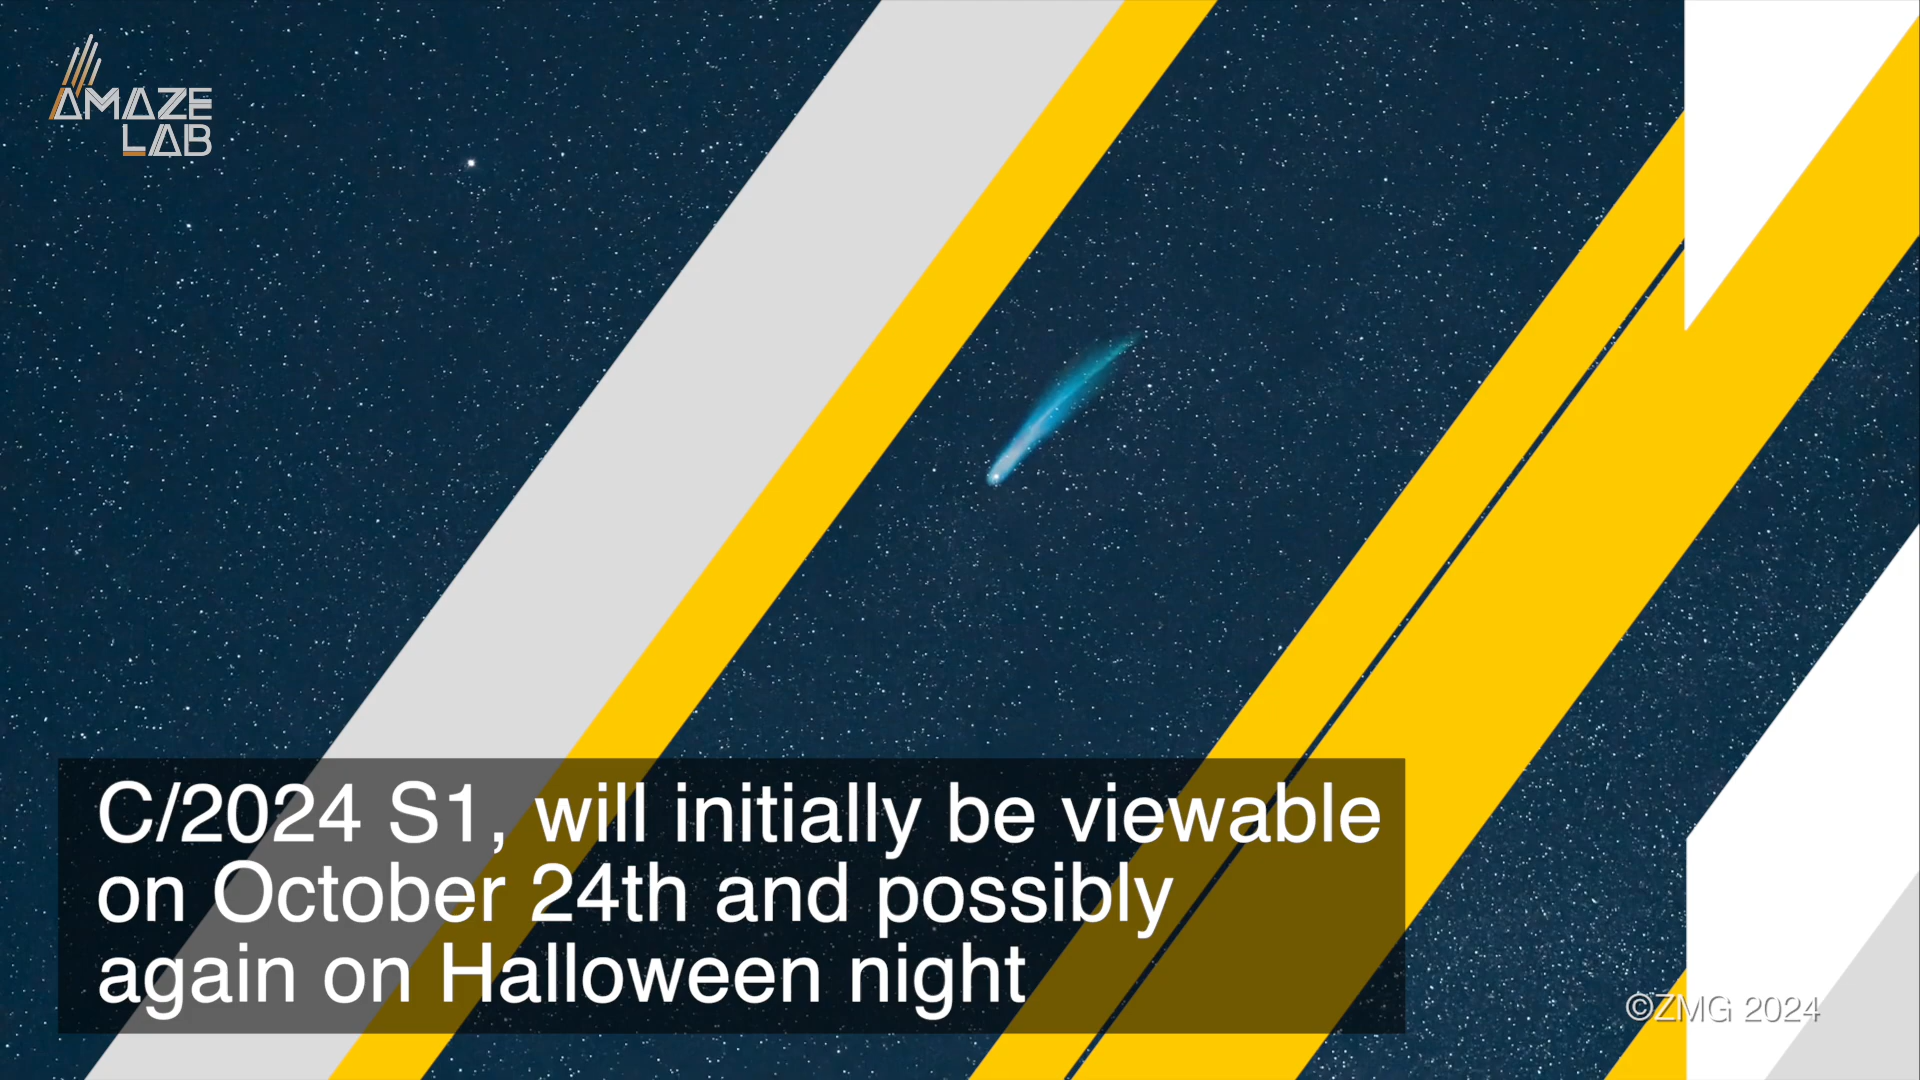 AMAZE
LAB
C/2024 S1, will initially be viewable
on October 24th and possibly
again on Halloween night
©ZMG 2024